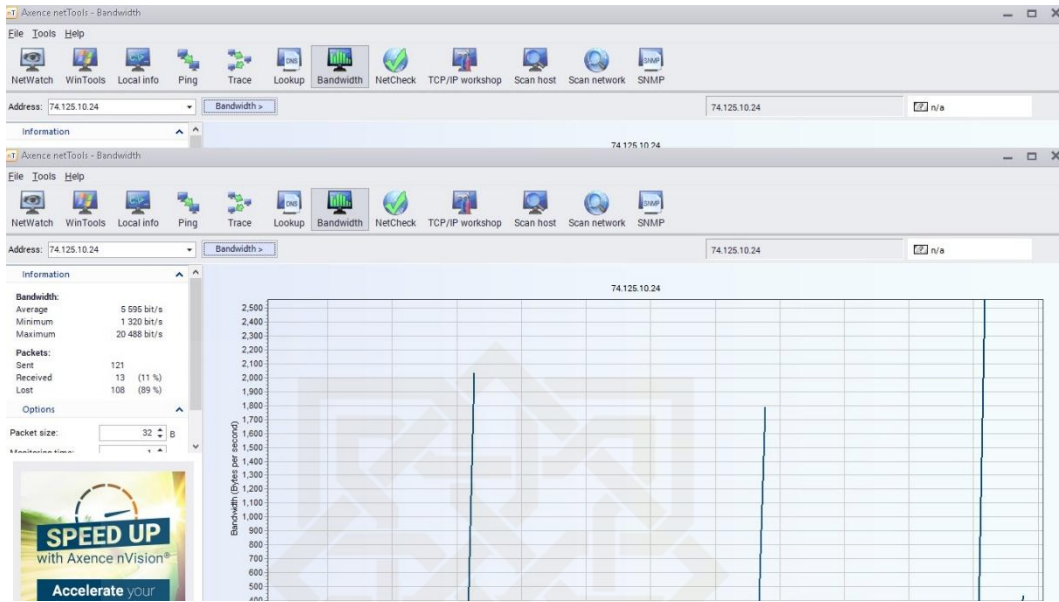 nT Axence netTools - Bandwidth
File Tools Help
NetWatch WinTools Local info Ping Trace Lookup Bandwidth NetCheck TCP/IP workshop Scan host Scan network SNMP
Address: 74.125.10.24 Bandwidth > 74.125.10.24 n/a
Information
74.125.10.24
nT Axence netTools - Bandwidth
File Tools Help
NetWatch WinTools Local info Ping Trace Lookup Bandwidth NetCheck TCP/IP workshop Scan host Scan network SNMP
Address: 74.125.10.24 Bandwidth > 74.125.10.24 n/a
Information
Bandwidth:
Average 5 595 bit/s
Minimum 1 320 bit/s
Maximum 20 488 bit/s
Packets:
Sent 121
Received 13 (11 %)
Lost 108 (89 %)
Options
Packet size: 32 B
Monitoring time: 1
SPEED UP
with Axence nVision®
Accelerate your
74.125.10.24
Bandwidth (Bytes per second)
2,500
2,400
2,300
2,200
2,100
2,000
1,900
1,800
1,700
1,600
1,500
1,400
1,300
1,200
1,100
1,000
900
800
700
600
500
400